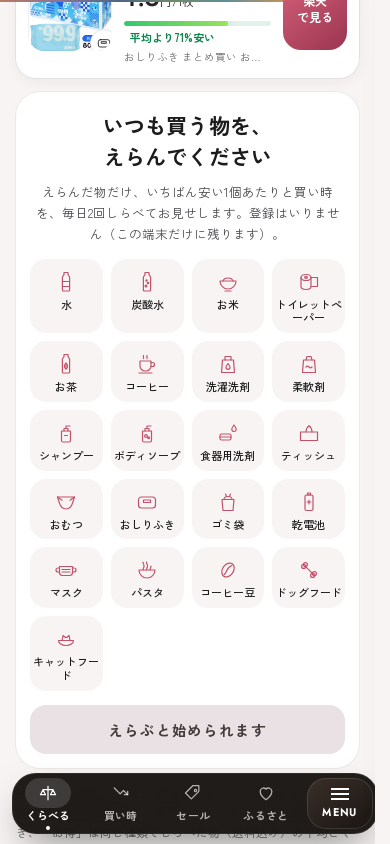 円/1枚
楽天
で見る
平均より71%安い
おしりふき まとめ買い お…
いつも買う物を、
えらんでください
えらんだ物だけ、いちばん安い1個あたりと買い時
を、毎日2回しらべてお見せします。登録はいりませ
ん（この端末だけに残ります）。
水
炭酸水
お米
トイレットペ
ーパー
お茶
コーヒー
洗濯洗剤
柔軟剤
シャンプー
ボディソープ
食器用洗剤
ティッシュ
おむつ
おしりふき
ゴミ袋
乾電池
マスク
パスタ
コーヒー豆
ドッグフード
キャットフー
ド
えらぶと始められます
くらべる
買い時
セール
ふるさと
MENU